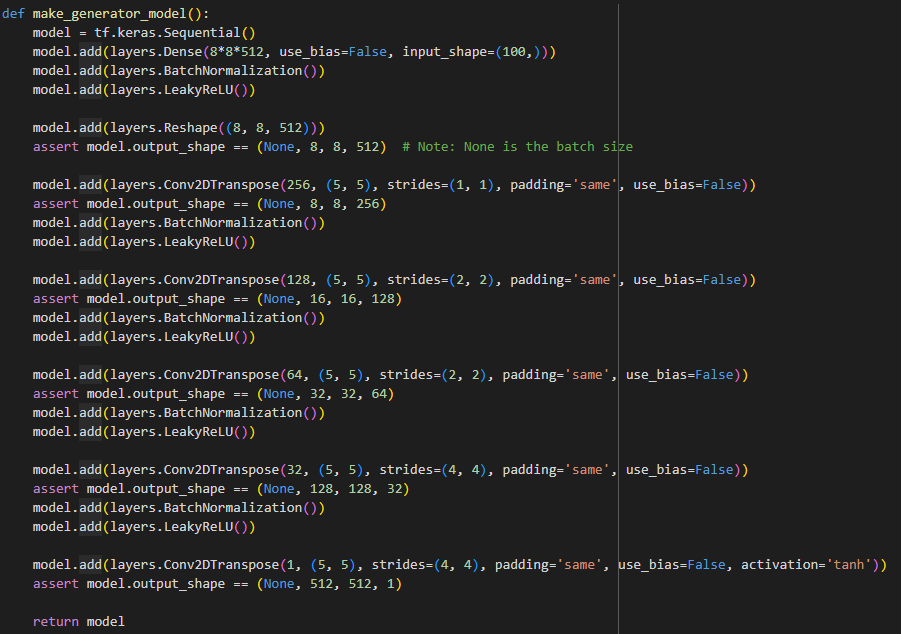 def make_generator_model():
    model = tf.keras.Sequential()
    model.add(layers.Dense(8*8*512, use_bias=False, input_shape=(100,)))
    model.add(layers.BatchNormalization())
    model.add(layers.LeakyReLU())

    model.add(layers.Reshape((8, 8, 512)))
    assert model.output_shape == (None, 8, 8, 512)  # Note: None is the batch size

    model.add(layers.Conv2DTranspose(256, (5, 5), strides=(1, 1), padding='same', use_bias=False))
    assert model.output_shape == (None, 8, 8, 256)
    model.add(layers.BatchNormalization())
    model.add(layers.LeakyReLU())

    model.add(layers.Conv2DTranspose(128, (5, 5), strides=(2, 2), padding='same', use_bias=False))
    assert model.output_shape == (None, 16, 16, 128)
    model.add(layers.BatchNormalization())
    model.add(layers.LeakyReLU())

    model.add(layers.Conv2DTranspose(64, (5, 5), strides=(2, 2), padding='same', use_bias=False))
    assert model.output_shape == (None, 32, 32, 64)
    model.add(layers.BatchNormalization())
    model.add(layers.LeakyReLU())

    model.add(layers.Conv2DTranspose(32, (5, 5), strides=(4, 4), padding='same', use_bias=False))
    assert model.output_shape == (None, 128, 128, 32)
    model.add(layers.BatchNormalization())
    model.add(layers.LeakyReLU())

    model.add(layers.Conv2DTranspose(1, (5, 5), strides=(4, 4), padding='same', use_bias=False, activation='tanh'))
    assert model.output_shape == (None, 512, 512, 1)

    return model